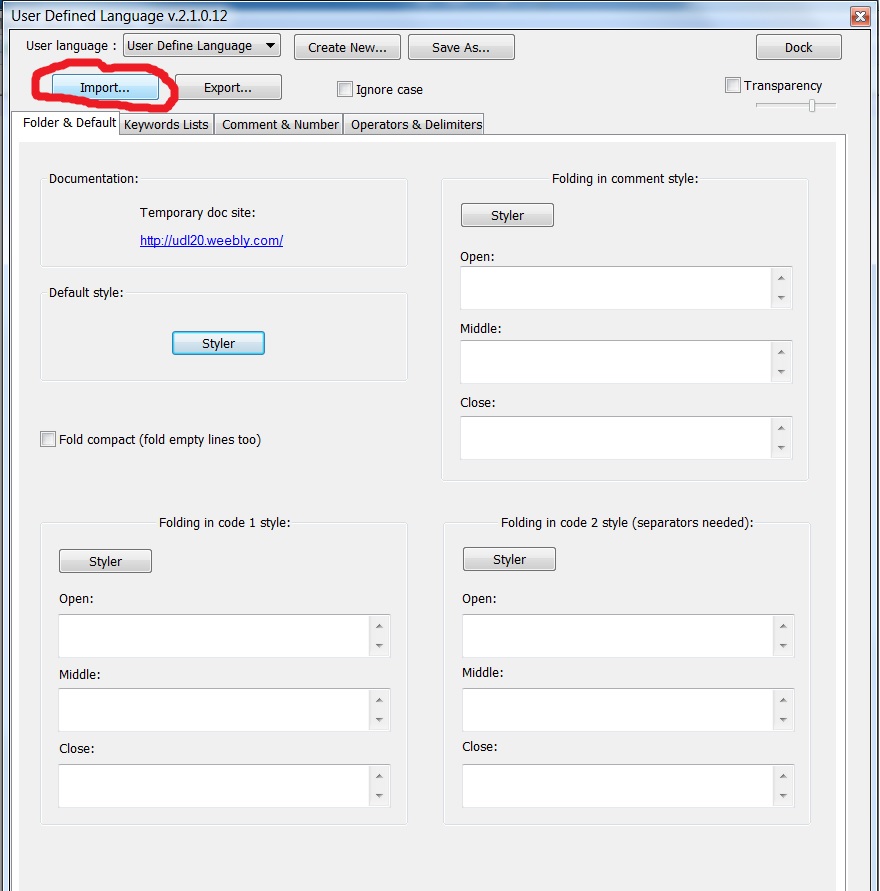 User Defined Language v.2.1.0.12
User language : User Define Language Create New... Save As... Dock
Import... Export... Ignore case Transparency
Folder & Default Keywords Lists Comment & Number Operators & Delimiters
Documentation:
Temporary doc site:
http://udl20.weebly.com/
Default style:
Styler
Fold compact (fold empty lines too)
Folding in comment style:
Styler
Open:
Middle:
Close:
Folding in code 1 style:
Styler
Open:
Middle:
Close:
Folding in code 2 style (separators needed):
Styler
Open:
Middle:
Close: